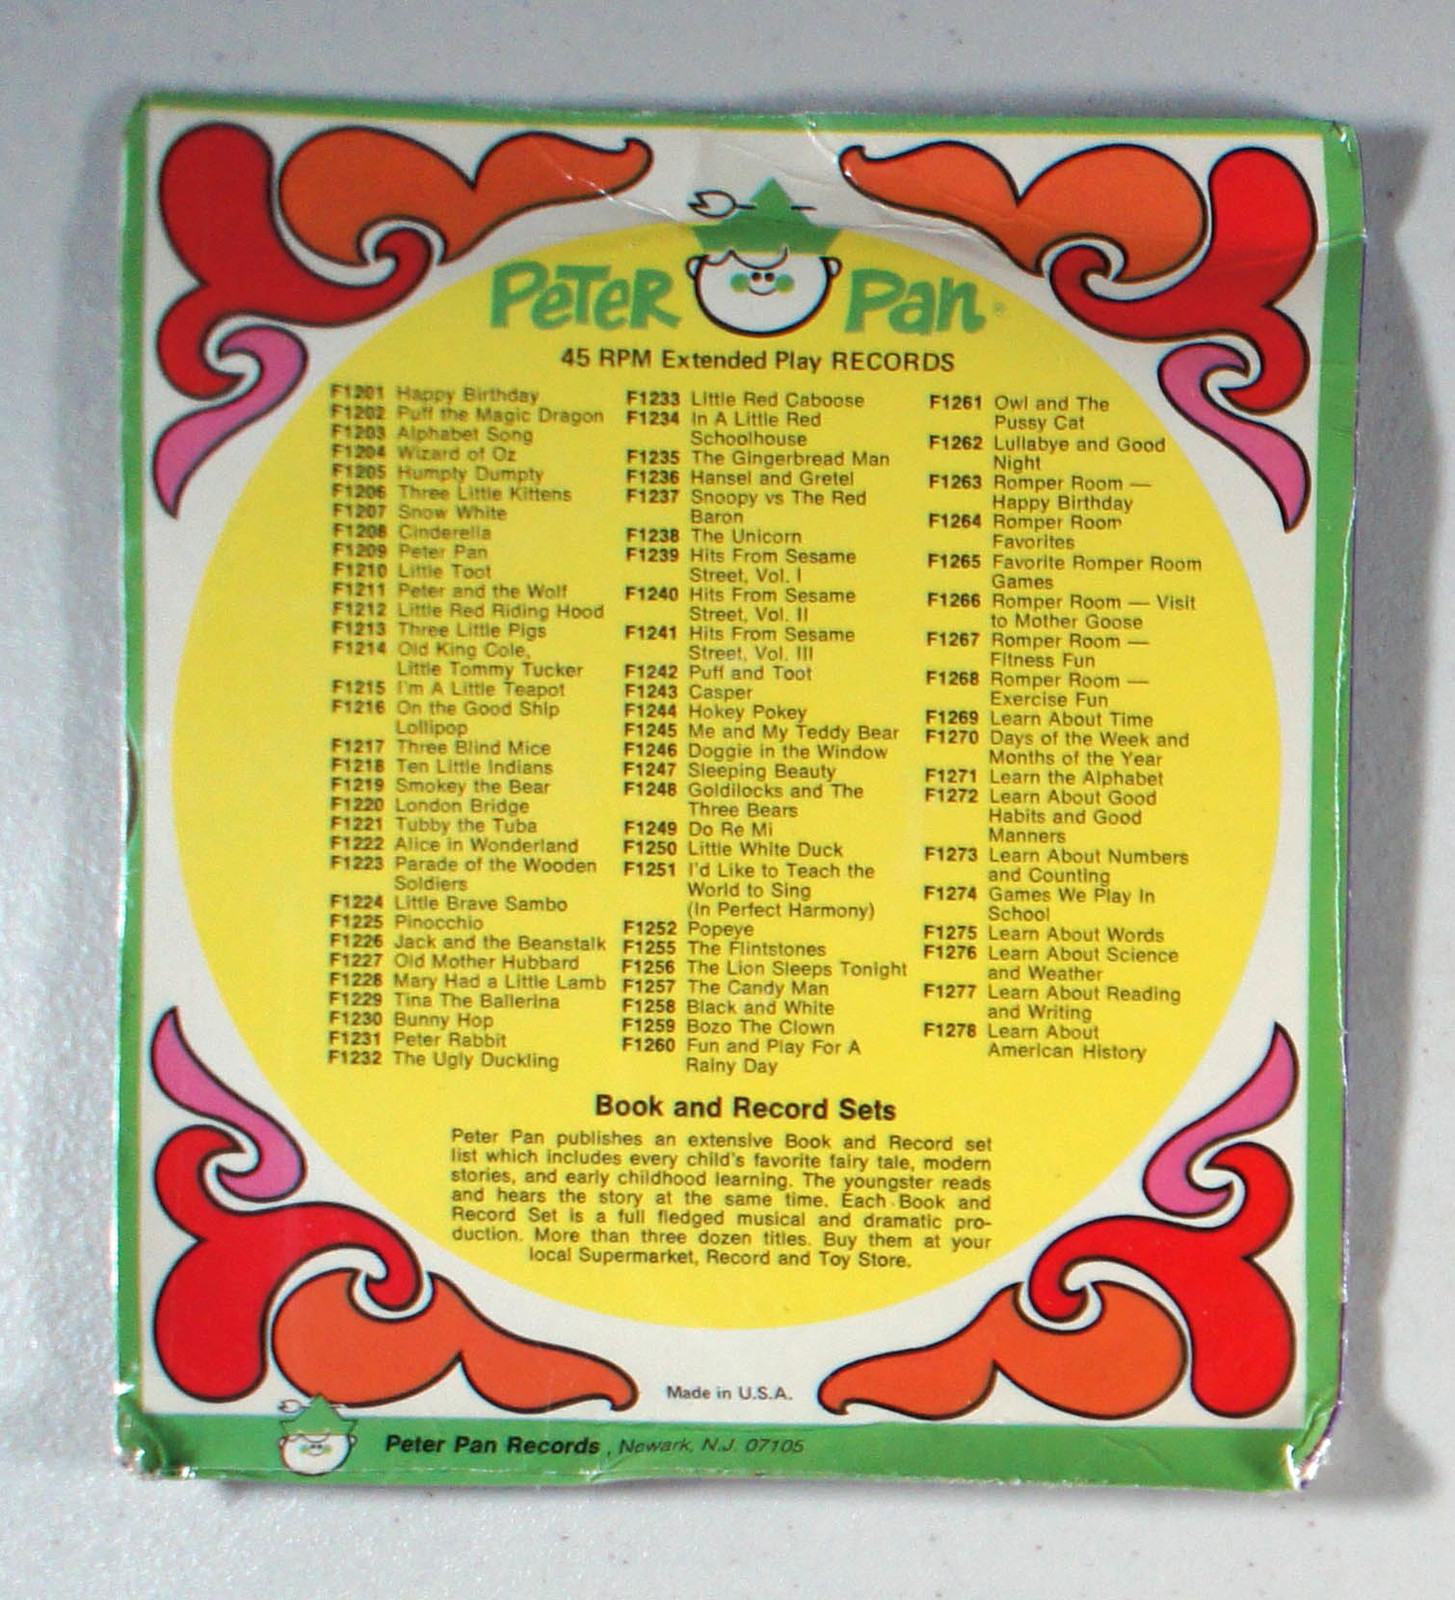 PETER PAN
45 RPM Extended Play RECORDS
F1201 Happy Birthday
F1202 Puff the Magic Dragon
F1203 Alphabet Song
F1204 Wizard of Oz
F1205 Humpty Dumpty
F1206 Three Little Kittens
F1207 Snow White
F1208 Cinderella
F1209 Peter Pan
F1210 Little Toot
F1211 Peter and the Wolf
F1212 Little Red Riding Hood
F1213 Three Little Pigs
F1214 Old King Cole,
Little Tommy Tucker
F1215 I'm A Little Teapot
F1216 On the Good Ship
Lollipop
F1217 Three Blind Mice
F1218 Ten Little Indians
F1219 Smokey the Bear
F1220 London Bridge
F1221 Tubby the Tuba
F1222 Alice in Wonderland
F1223 Parade of the Wooden
Soldiers
F1224 Little Brave Sambo
F1225 Pinocchio
F1226 Jack and the Beanstalk
F1227 Old Mother Hubbard
F1228 Mary Had a Little Lamb
F1229 Tina The Ballerina
F1230 Bunny Hop
F1231 Peter Rabbit
F1232 The Ugly Duckling
F1233 Little Red Caboose
F1234 In A Little Red
Schoolhouse
F1235 The Gingerbread Man
F1236 Hansel and Gretel
F1237 Snoopy vs The Red
Baron
F1238 The Unicorn
F1239 Hits From Sesame
Street, Vol. I
F1240 Hits From Sesame
Street, Vol. II
F1241 Hits From Sesame
Street, Vol. III
F1242 Puff and Toot
F1243 Casper
F1244 Hokey Pokey
F1245 Me and My Teddy Bear
F1246 Doggie in the Window
F1247 Sleeping Beauty
F1248 Goldilocks and The
Three Bears
F1249 Do Re Mi
F1250 Little White Duck
F1251 I'd Like to Teach the
World to Sing
(In Perfect Harmony)
F1252 Popeye
F1255 The Flintstones
F1256 The Lion Sleeps Tonight
F1257 The Candy Man
F1258 Black and White
F1259 Bozo The Clown
F1260 Fun and Play For A
Rainy Day
F1261 Owl and The
Pussy Cat
F1262 Lullabye and Good
Night
F1263 Romper Room —
Happy Birthday
F1264 Romper Room
Favorites
F1265 Favorite Romper Room
Games
F1266 Romper Room — Visit
to Mother Goose
F1267 Romper Room —
Fitness Fun
F1268 Romper Room —
Exercise Fun
F1269 Learn About Time
F1270 Days of the Week and
Months of the Year
F1271 Learn the Alphabet
F1272 Learn About Good
Habits and Good
Manners
F1273 Learn About Numbers
and Counting
F1274 Games We Play In
School
F1275 Learn About Words
F1276 Learn About Science
and Weather
F1277 Learn About Reading
and Writing
F1278 Learn About
American History
Book and Record Sets
Peter Pan publishes an extensive Book and Record set
list which includes every child's favorite fairy tale, modern
stories, and early childhood learning. The youngster reads
and hears the story at the same time. Each Book and
Record Set is a full fledged musical and dramatic pro-
duction. More than three dozen titles. Buy them at your
local Supermarket, Record and Toy Store.
Made in U.S.A.
Peter Pan Records, Newark, N.J. 07105